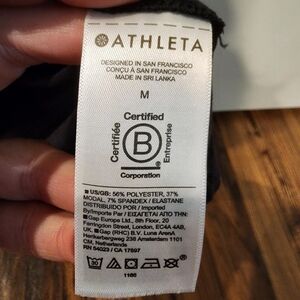 ATHLETA
DESIGNED IN SAN FRANCISCO
CONÇU À SAN FRANCISCO
MADE IN SRI LANKA
M
Certified
Certifiée
B
Entreprise
Corporation
US/GB: 56% POLYESTER, 37%
MODAL, 7% SPANDEX / ELASTANE
DISTRIBUIDO POR / Imported
By/Importe Par / ΕΙΣΑΓΕΤΑΙ ΑΠΟ ΤΗΝ:
Gap Europe Ltd., 8th Floor, 20
Farringdon Street, London, EC4A 4AB,
UK. Gap (RHC) B.V. Luna ArenA
Herikerbergweg 238 Amsterdam 1101
CM, Netherlands
RN 54023 / CA 17897
30
1166